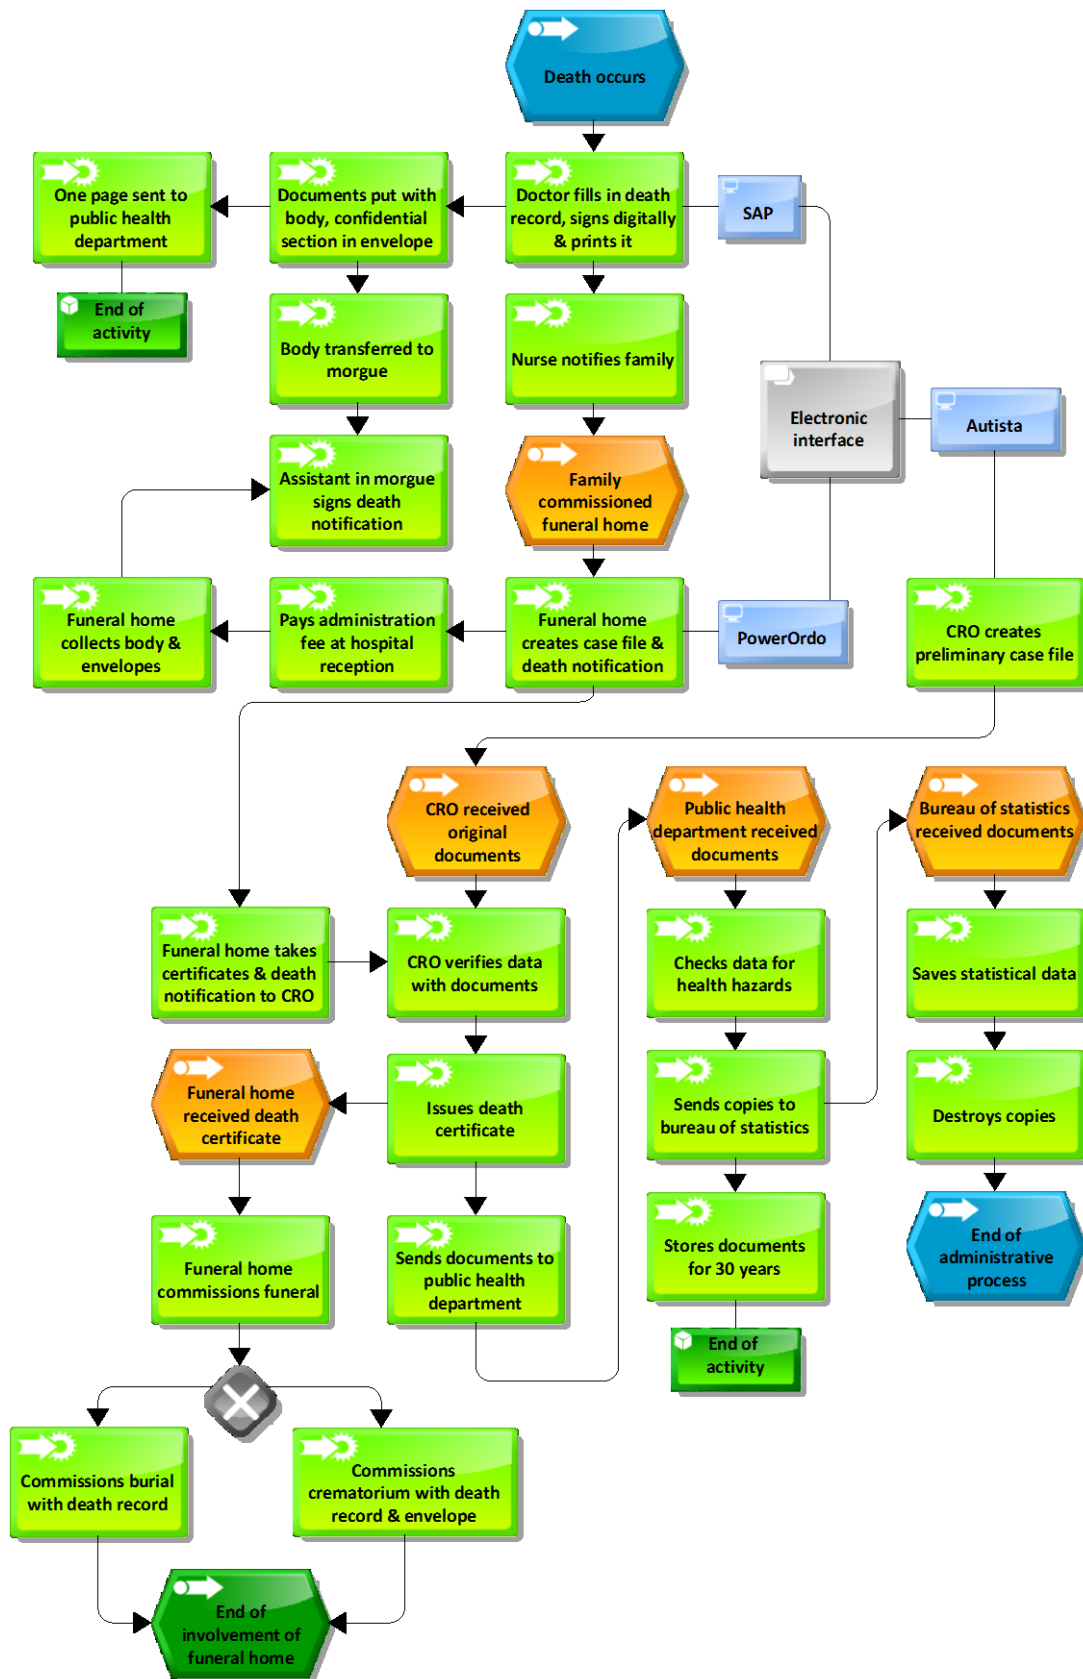 Death occurs
One page sent to
public health
department
Documents put with
body, confidential
section in envelope
Doctor fills in death
record, signs digitally
& prints it
SAP
End of
activity
Body transferred to
morgue
Nurse notifies family
Electronic
interface
Autista
Assistant in morgue
signs death
notification
Family
commissioned
funeral home
Funeral home
collects body &
envelopes
Pays administration
fee at hospital
reception
Funeral home
creates case file &
death notification
PowerOrdo
CRO creates
preliminary case file
CRO received
original
documents
Public health
department received
documents
Bureau of statistics
received documents
Funeral home takes
certificates & death
notification to CRO
CRO verifies data
with documents
Checks data for
health hazards
Saves statistical data
Funeral home
received death
certificate
Issues death
certificate
Sends copies to
bureau of statistics
Destroys copies
Funeral home
commissions funeral
Sends documents to
public health
department
Stores documents
for 30 years
End of
administrative
process
End of
activity
Commissions burial
with death record
Commissions
crematorium with death
record & envelope
End of
involvement of
funeral home